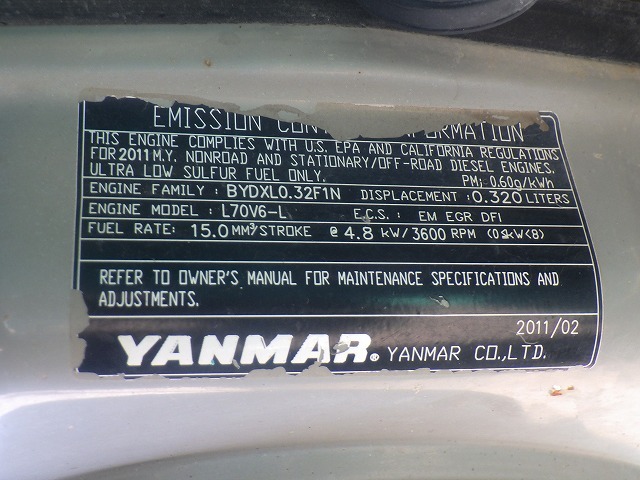 EMISSION CON FORMATION
THIS ENGINE COMPLIES WITH U.S. EPA AND CALIFORNIA REGULATIONS
FOR 2011 M.Y. NONROAD AND STATIONARY/OFF-ROAD DIESEL ENGINES.
ULTRA LOW SULFUR FUEL ONLY. PM: 0.60g/kWh
ENGINE FAMILY : BYDXL0.32F1N DISPLACEMENT :0.320 LITERS
ENGINE MODEL : L70V6-L E.C.S. : EM EGR DFI
FUEL RATE: 15.0 MM³/STROKE @ 4.8 kW/3600 RPM
REFER TO OWNER'S MANUAL FOR MAINTENANCE SPECIFICATIONS AND
ADJUSTMENTS.
2011/02
YANMAR® YANMAR CO.,LTD.